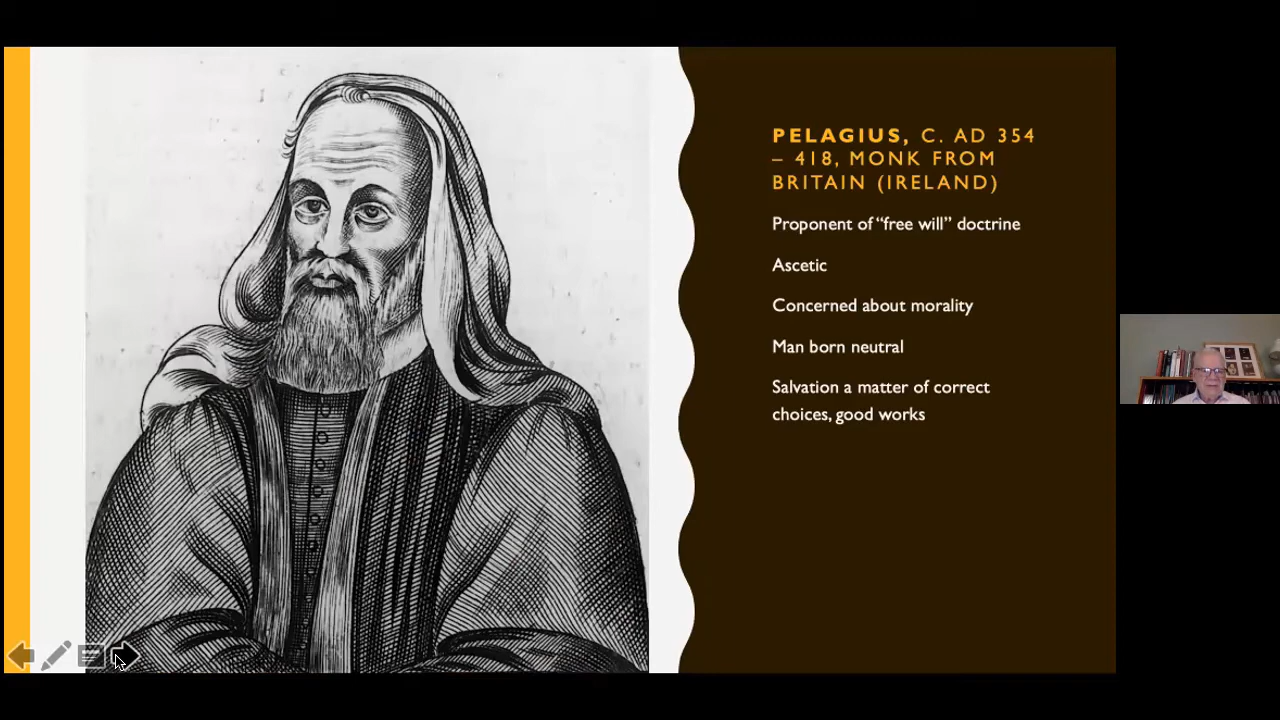 PELAGIUS, C. AD 354
– 418, MONK FROM
BRITAIN (IRELAND)
Proponent of “free will” doctrine
Ascetic
Concerned about morality
Man born neutral
Salvation a matter of correct
choices, good works